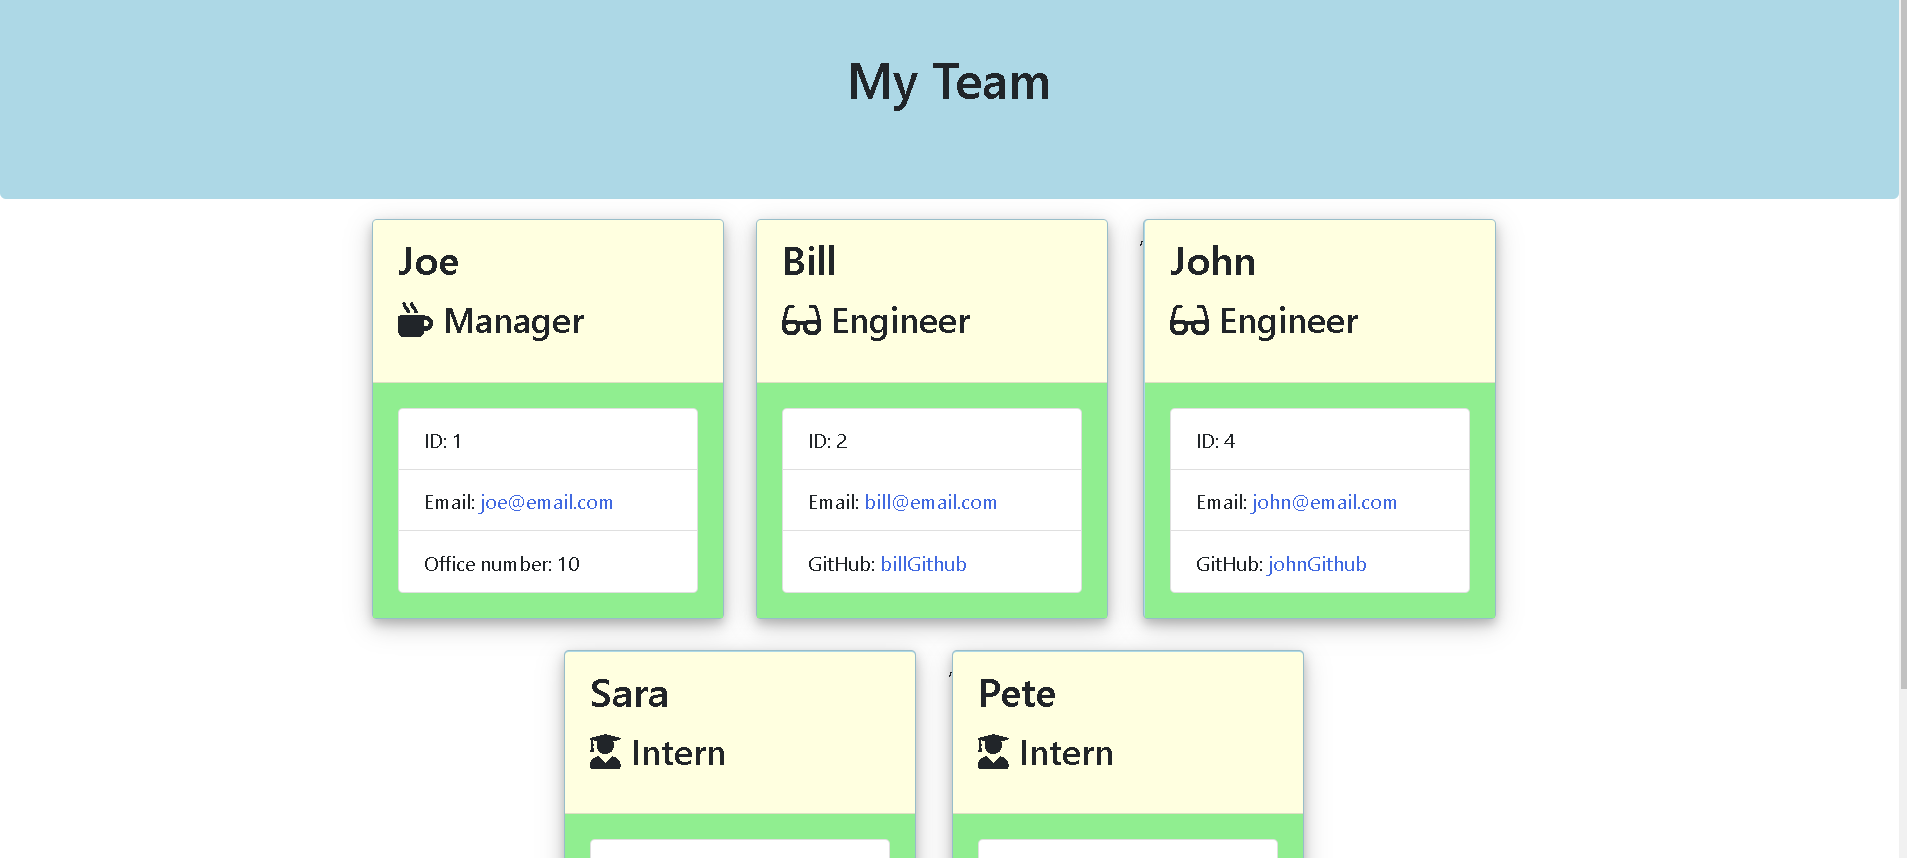 My Team
Joe
Manager
ID: 1
Email: joe@email.com
Office number: 10
Bill
Engineer
ID: 2
Email: bill@email.com
GitHub: billGithub
,
John
Engineer
ID: 4
Email: john@email.com
GitHub: johnGithub
Sara
Intern
,
Pete
Intern